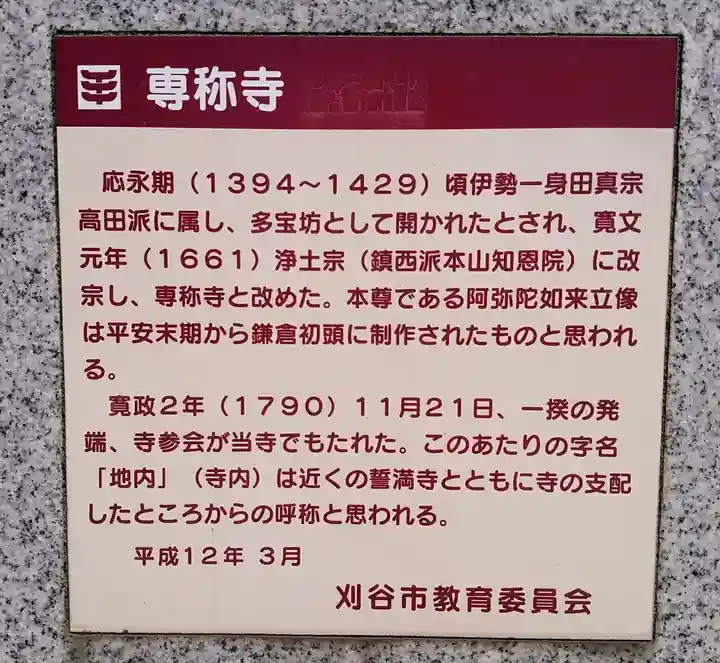 専称寺
応永期（１３９４～１４２９）頃伊勢一身田真宗
高田派に属し、多宝坊として開かれたとされ、寛文
元年（１６６１）浄土宗（鎮西派本山知恩院）に改
宗し、専称寺と改めた。本尊である阿弥陀如来立像
は平安末期から鎌倉初頭に制作されたものと思われ
る。
寛政２年（１７９０）１１月２１日、一揆の発
端、寺参会が当寺でもたれた。このあたりの字名
「地内」（寺内）は近くの誓満寺とともに寺の支配
したところからの呼称と思われる。
平成１２年 ３月
刈谷市教育委員会